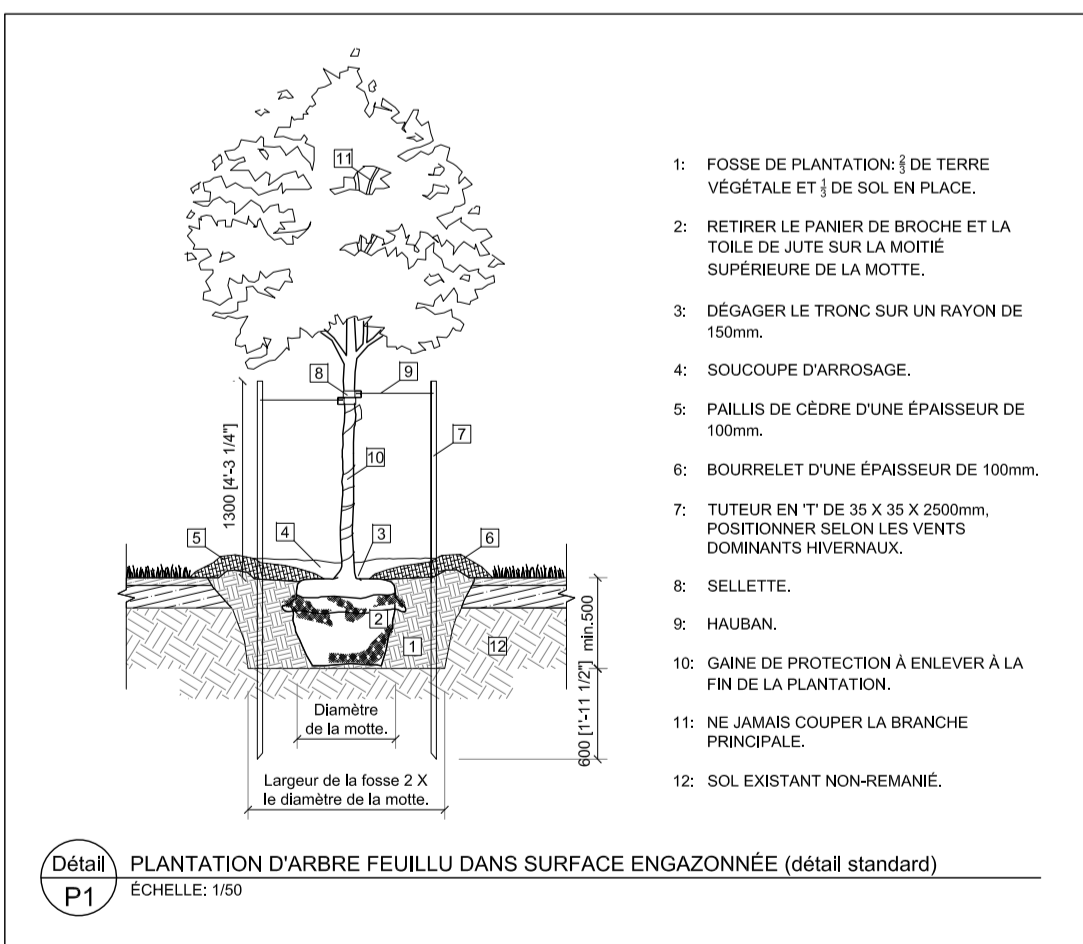 11
8
9
7
10
1300 [4'-3 1/4"]
5
4
3
6
2
1
12
min.500
600 [1'-11 1/2"]
Diamètre
de la motte.
Largeur de la fosse 2 X
le diamètre de la motte.
1: FOSSE DE PLANTATION: 2/3 DE TERRE
VÉGÉTALE ET 1/3 DE SOL EN PLACE.
2: RETIRER LE PANIER DE BROCHE ET LA
TOILE DE JUTE SUR LA MOITIÉ
SUPÉRIEURE DE LA MOTTE.
3: DÉGAGER LE TRONC SUR UN RAYON DE
150mm.
4: SOUCOUPE D'ARROSAGE.
5: PAILLIS DE CÈDRE D'UNE ÉPAISSEUR DE
100mm.
6: BOURRELET D'UNE ÉPAISSEUR DE 100mm.
7: TUTEUR EN 'T' DE 35 X 35 X 2500mm,
POSITIONNER SELON LES VENTS
DOMINANTS HIVERNAUX.
8: SELLETTE.
9: HAUBAN.
10: GAINE DE PROTECTION À ENLEVER À LA
FIN DE LA PLANTATION.
11: NE JAMAIS COUPER LA BRANCHE
PRINCIPALE.
12: SOL EXISTANT NON-REMANIÉ.
Détail
P1
PLANTATION D'ARBRE FEUILLU DANS SURFACE ENGAZONNÉE (détail standard)
ÉCHELLE: 1/50